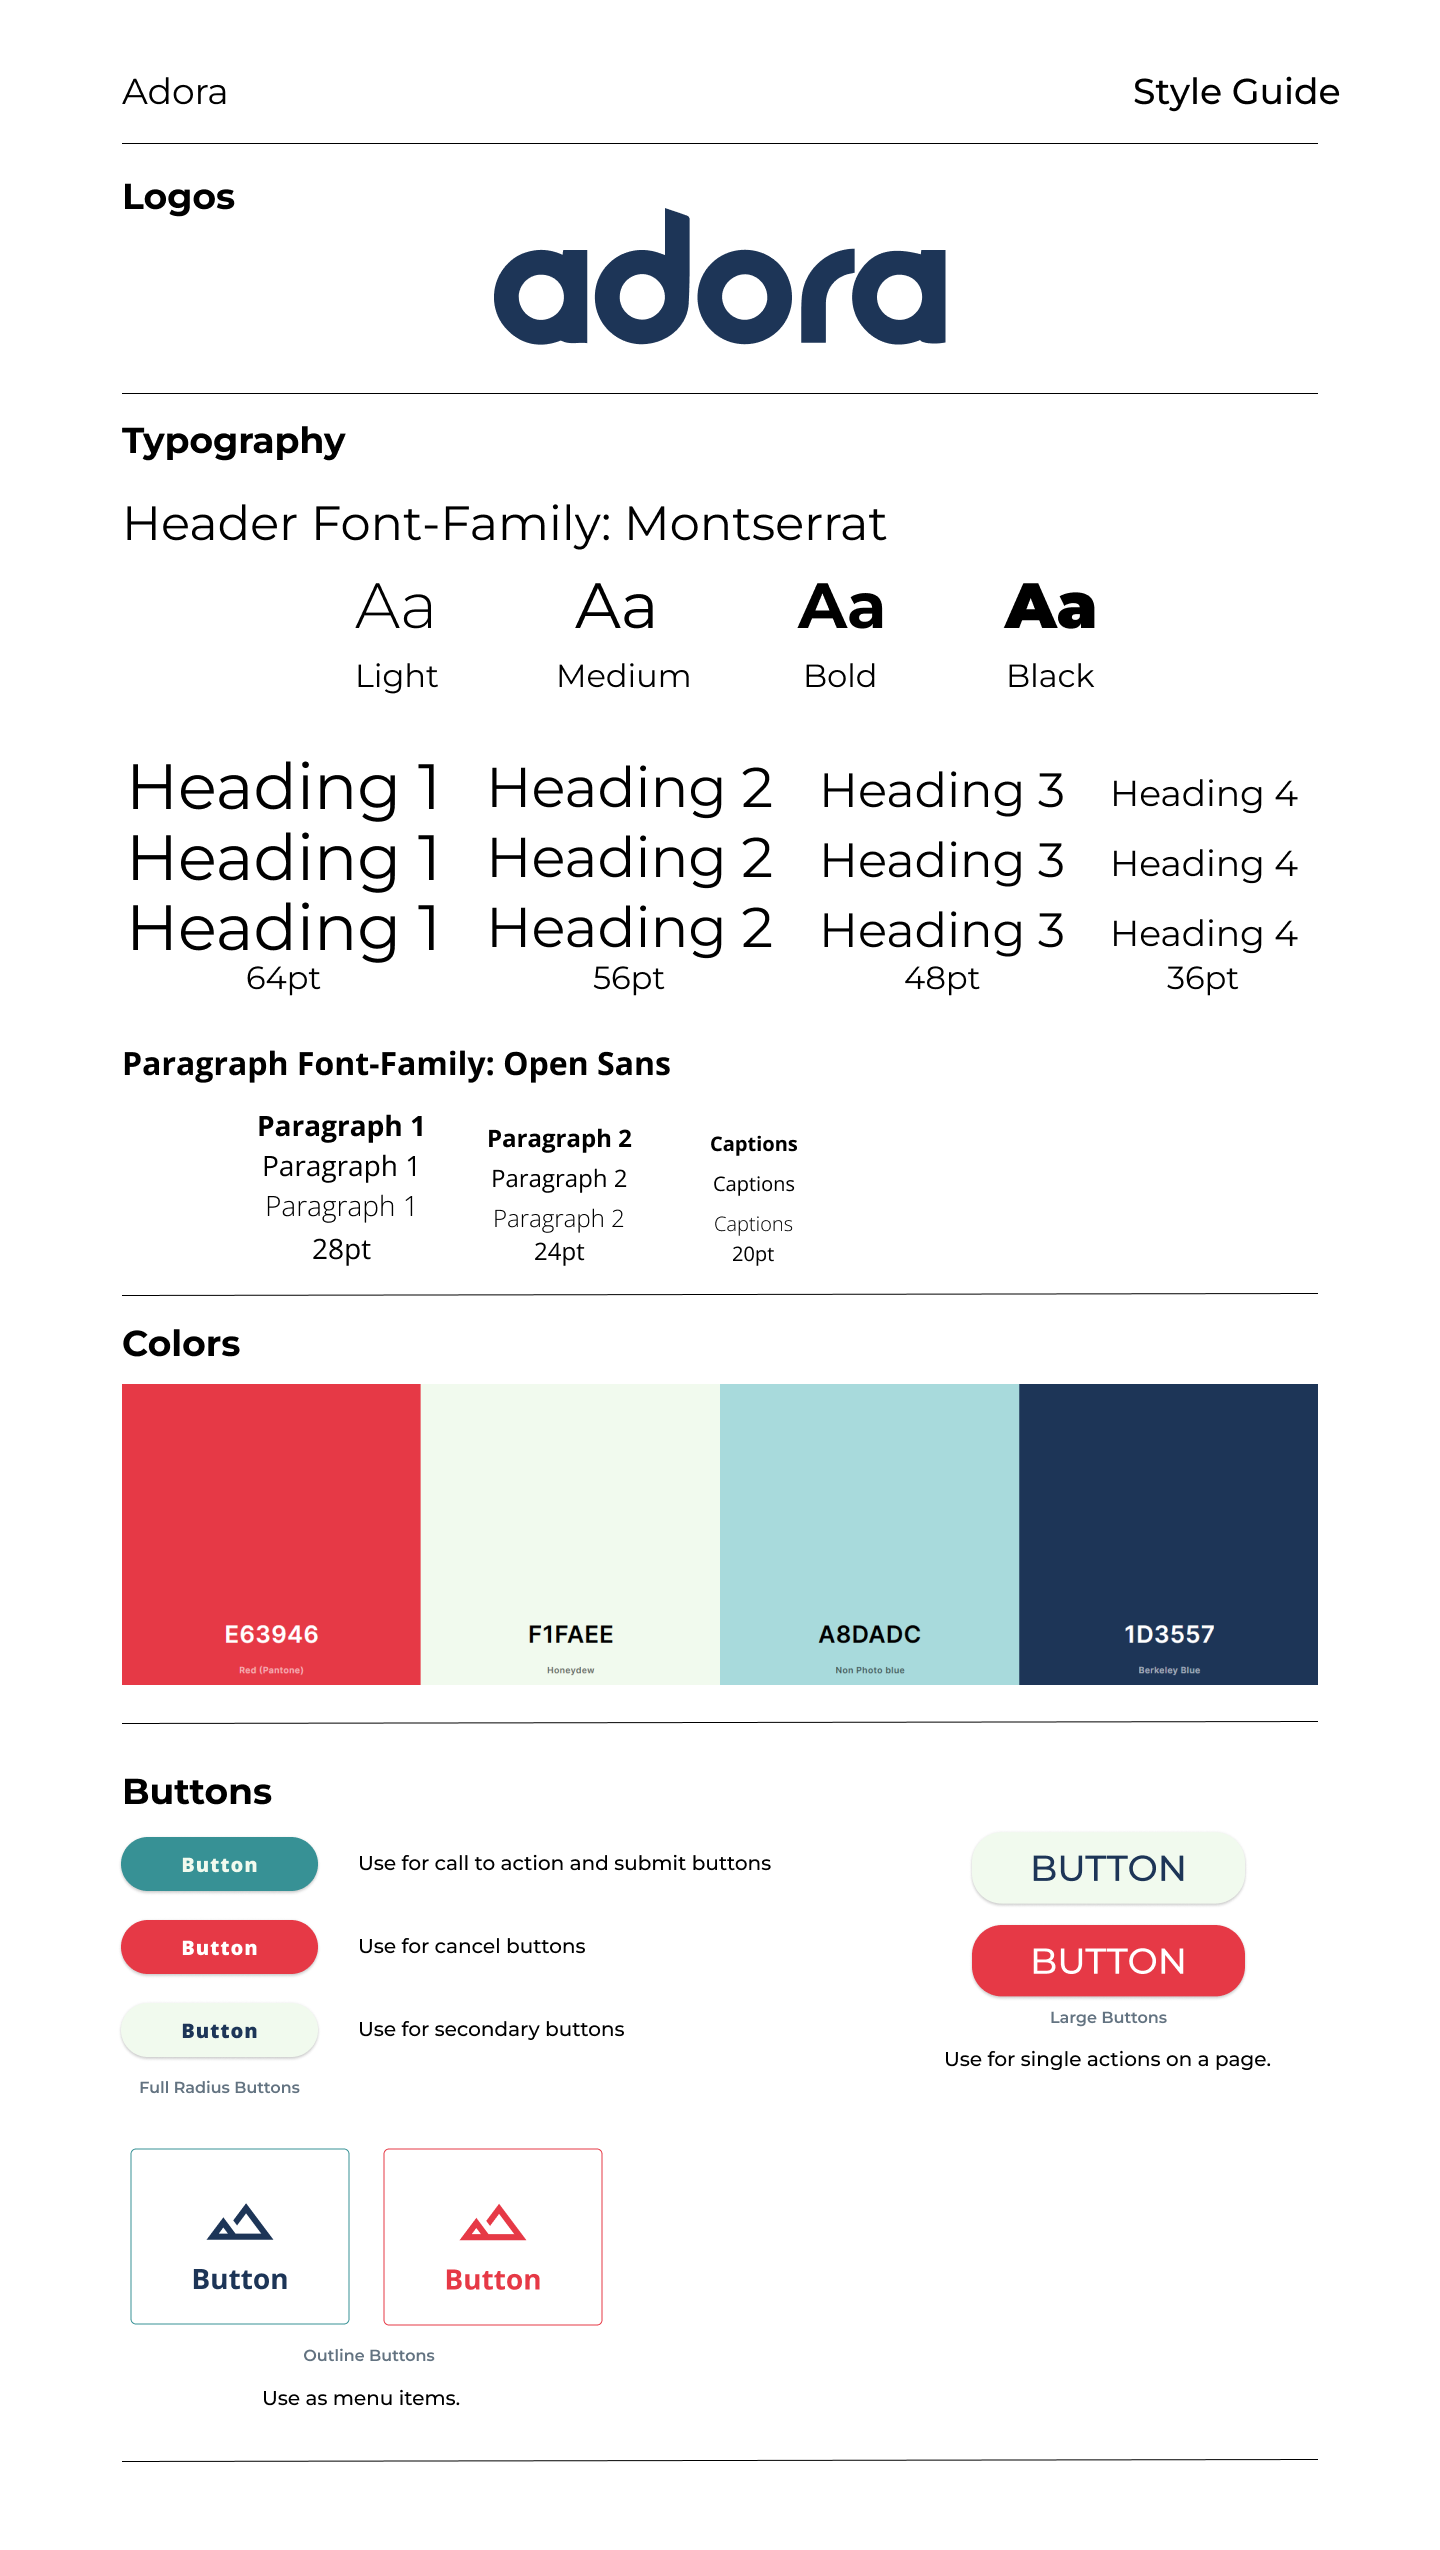 Adora
Style Guide
Logos
adora
Typography
Header Font-Family: Montserrat
Aa Aa Aa Aa
Light Medium Bold Black
Heading 1 Heading 2 Heading 3 Heading 4
Heading 1 Heading 2 Heading 3 Heading 4
Heading 1 Heading 2 Heading 3 Heading 4
64pt 56pt 48pt 36pt
Paragraph Font-Family: Open Sans
Paragraph 1 Paragraph 2 Captions
Paragraph 1 Paragraph 2 Captions
Paragraph 1 Paragraph 2 Captions
28pt 24pt 20pt
Colors
E63946 F1FAEE A8DADC 1D3557
Red (Pantone) Honeydew Non Photo blue Berkeley Blue
Buttons
Button Use for call to action and submit buttons
Button Use for cancel buttons
Button Use for secondary buttons
Full Radius Buttons
BUTTON
BUTTON
Large Buttons
Use for single actions on a page.
Button Button
Outline Buttons
Use as menu items.